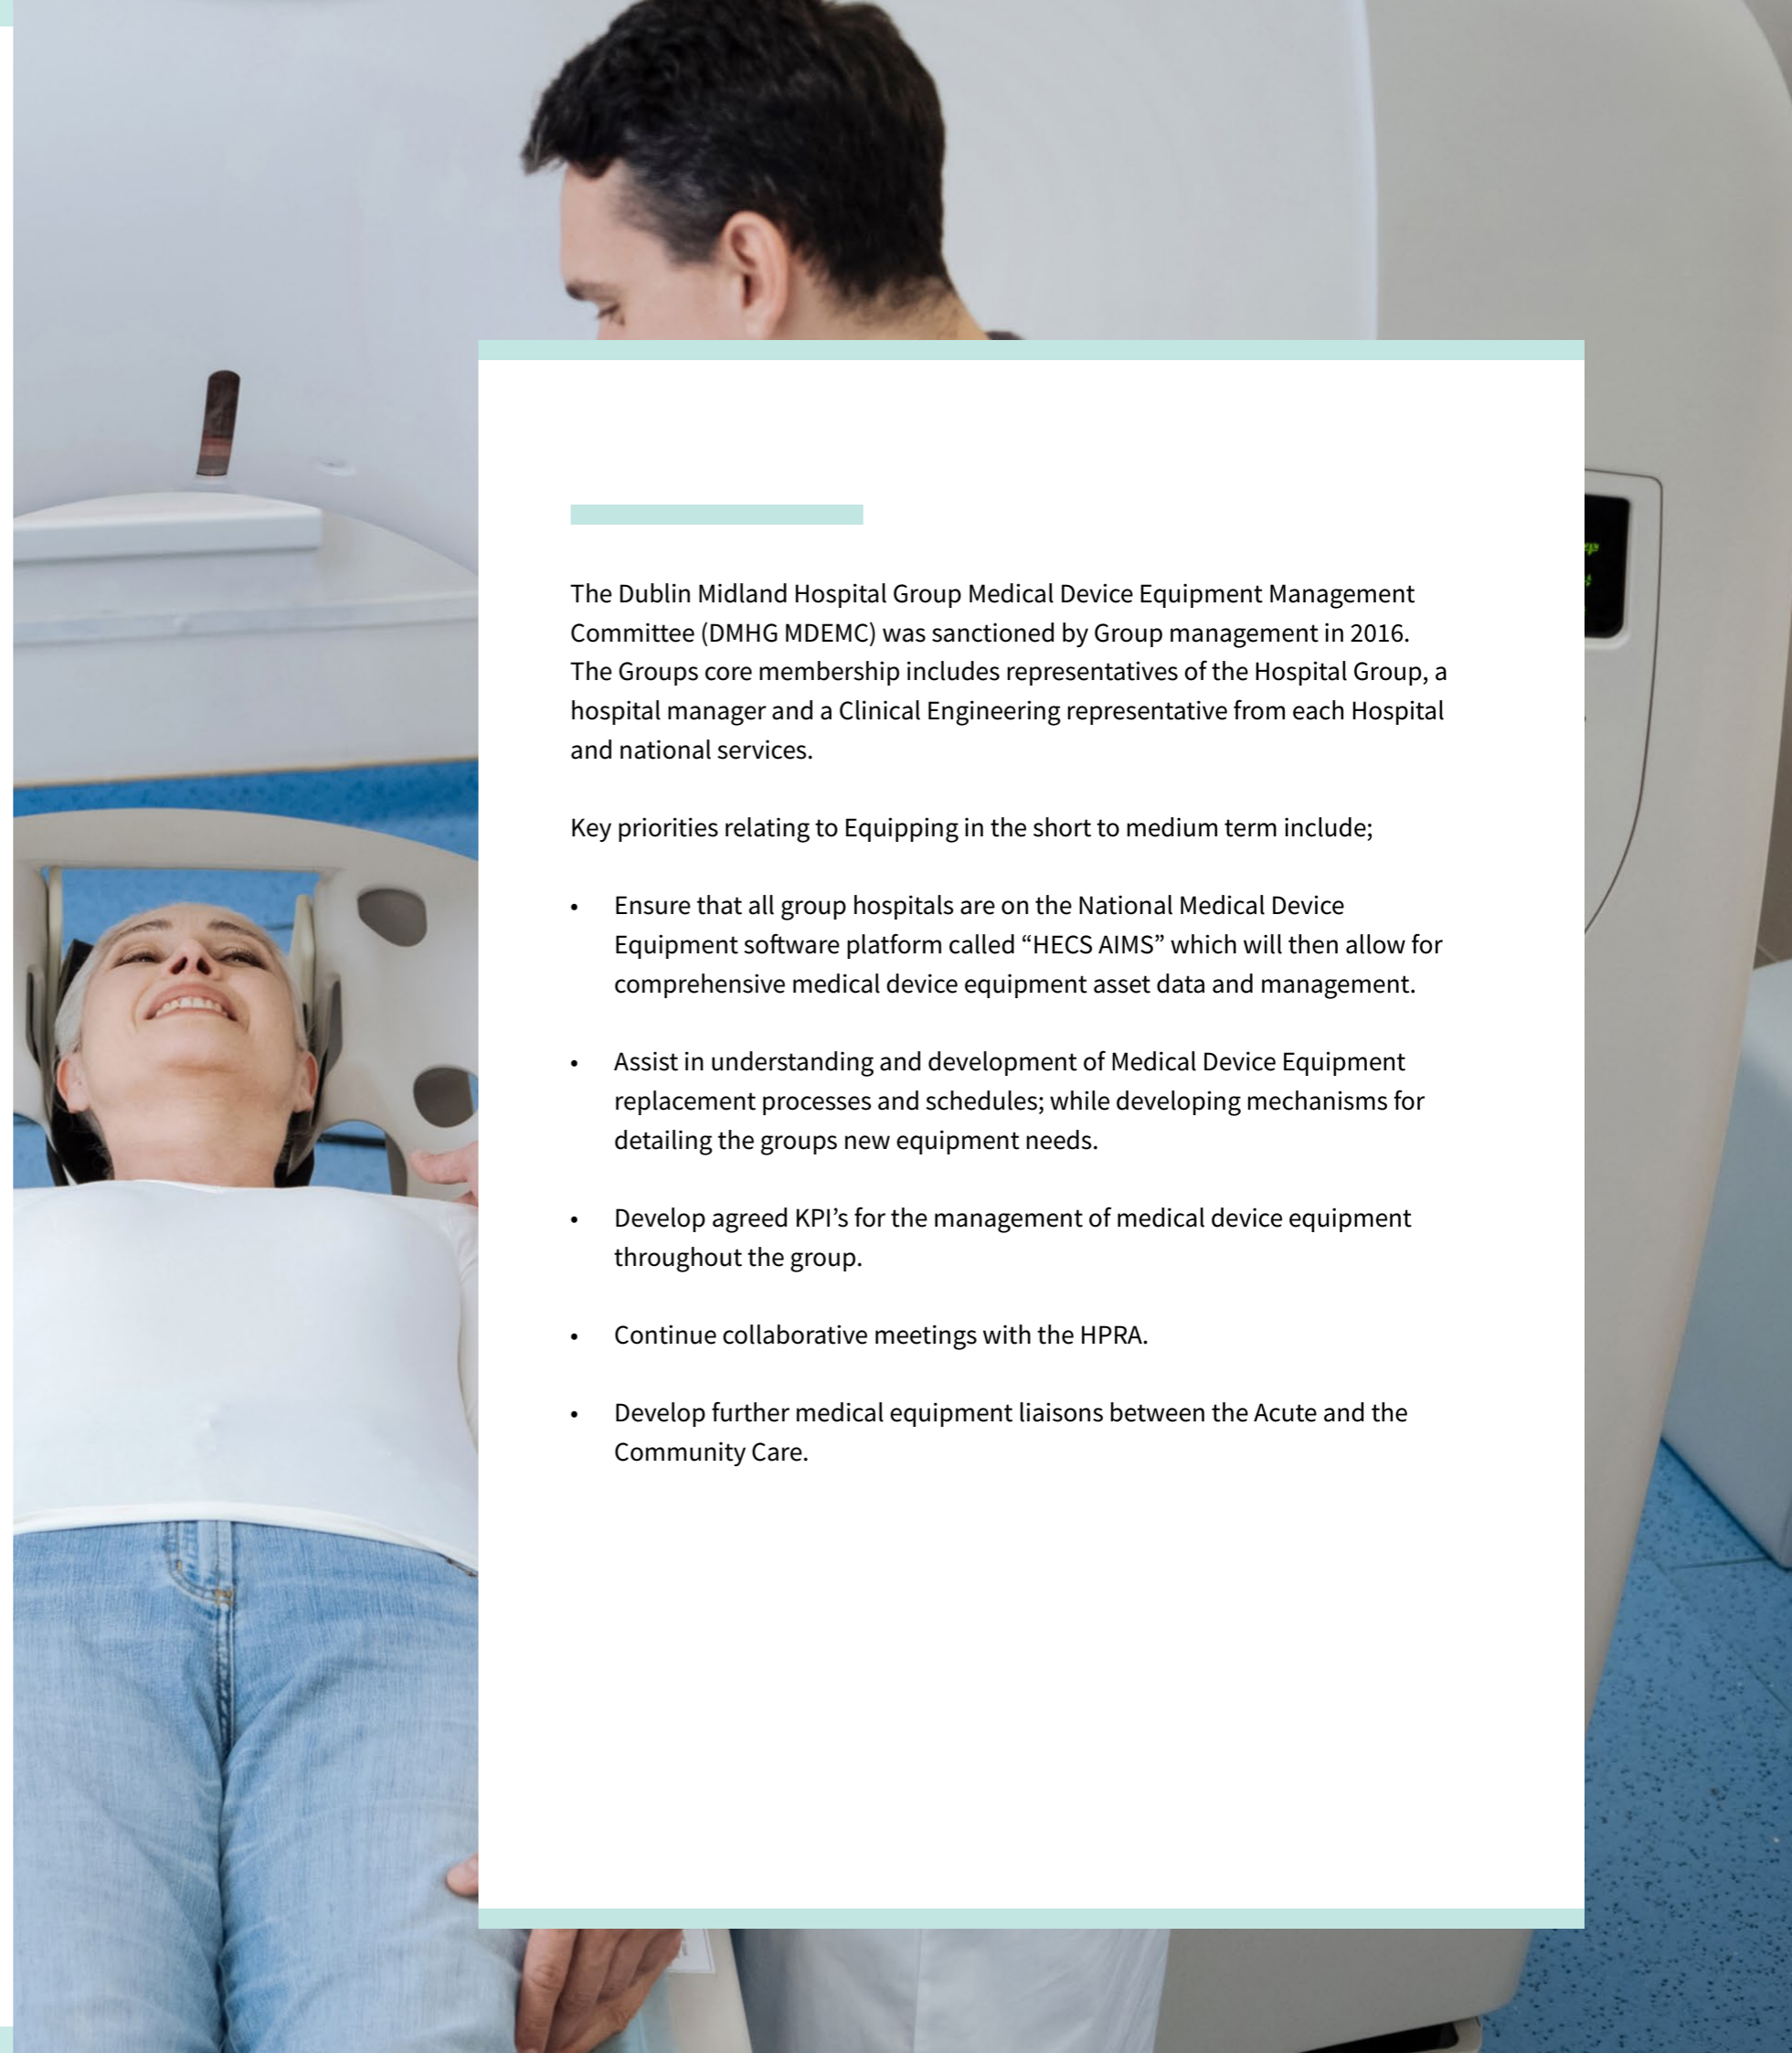 The Dublin Midland Hospital Group Medical Device Equipment Management
Committee (DMHG MDEMC) was sanctioned by Group management in 2016.
The Groups core membership includes representatives of the Hospital Group, a
hospital manager and a Clinical Engineering representative from each Hospital
and national services.
Key priorities relating to Equipping in the short to medium term include;
• Ensure that all group hospitals are on the National Medical Device
Equipment software platform called “HECS AIMS” which will then allow for
comprehensive medical device equipment asset data and management.
• Assist in understanding and development of Medical Device Equipment
replacement processes and schedules; while developing mechanisms for
detailing the groups new equipment needs.
• Develop agreed KPI’s for the management of medical device equipment
throughout the group.
• Continue collaborative meetings with the HPRA.
• Develop further medical equipment liaisons between the Acute and the
Community Care.